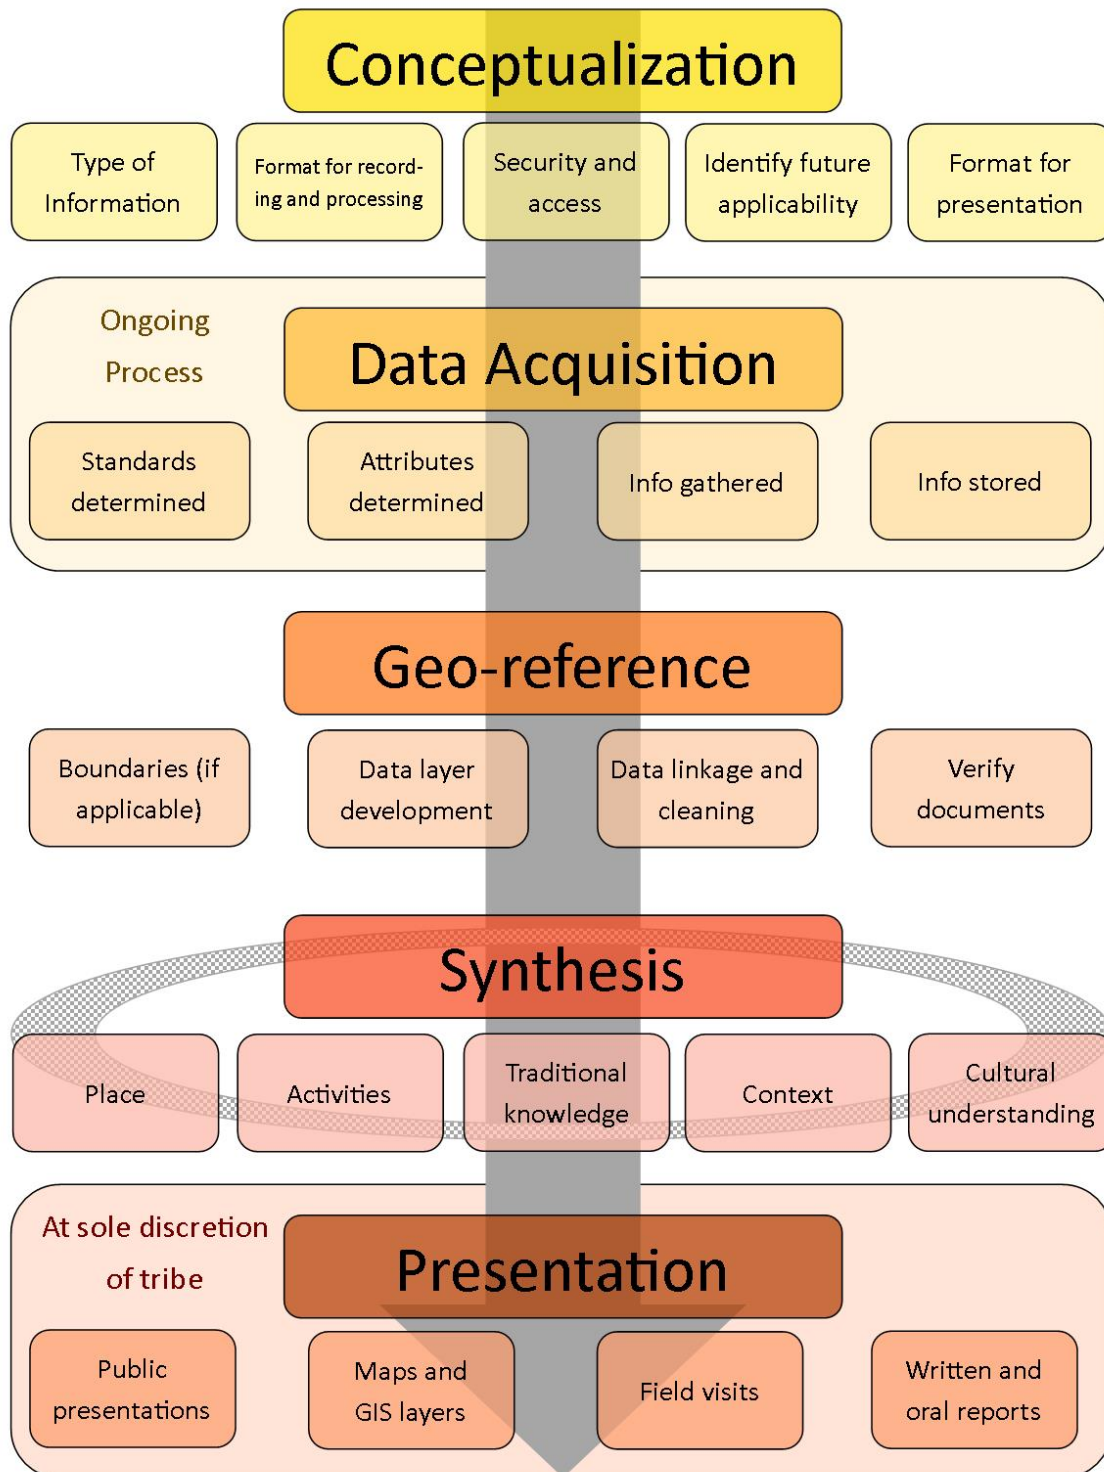 Conceptualization
Type of
Information
Format for record-
ing and processing
Security and
access
Identify future
applicability
Format for
presentation
Ongoing
Process
Data Acquisition
Standards
determined
Attributes
determined
Info gathered
Info stored
Geo-reference
Boundaries (if
applicable)
Data layer
development
Data linkage and
cleaning
Verify
documents
Synthesis
Place
Activities
Traditional
knowledge
Context
Cultural
understanding
At sole discretion
of tribe
Presentation
Public
presentations
Maps and
GIS layers
Field visits
Written and
oral reports